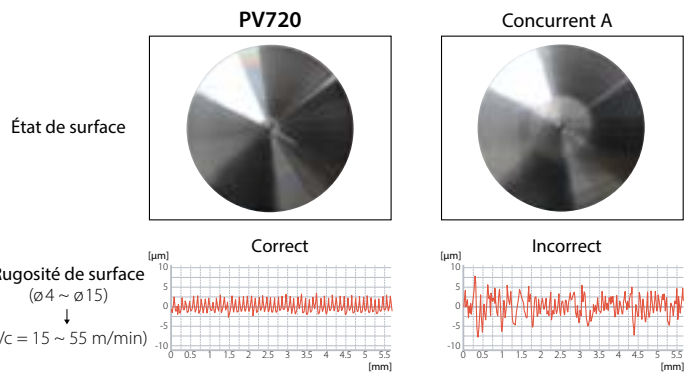 PV720
Concurrent A
État de surface
Correct
Incorrect
ugosité de surface
(ø4 ~ ø15)
↓
/c = 15 ~ 55 m/min)
[µm]
10
5
0
-5
-10
0 0.5 1 1.5 2 2.5 3 3.5 4 4.5 5 5.5
[mm]
[µm]
10
5
0
-5
-10
0 0.5 1 1.5 2 2.5 3 3.5 4 4.5 5 5.5
[mm]